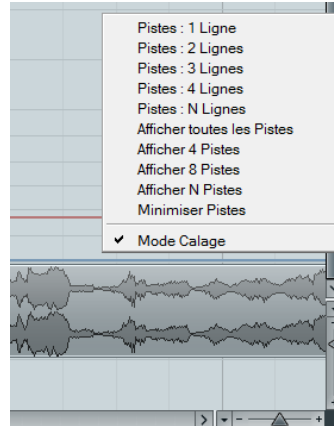 Pistes : 1 Ligne
Pistes : 2 Lignes
Pistes : 3 Lignes
Pistes : 4 Lignes
Pistes : N Lignes
Afficher toutes les Pistes
Afficher 4 Pistes
Afficher 8 Pistes
Afficher N Pistes
Minimiser Pistes
Mode Calage